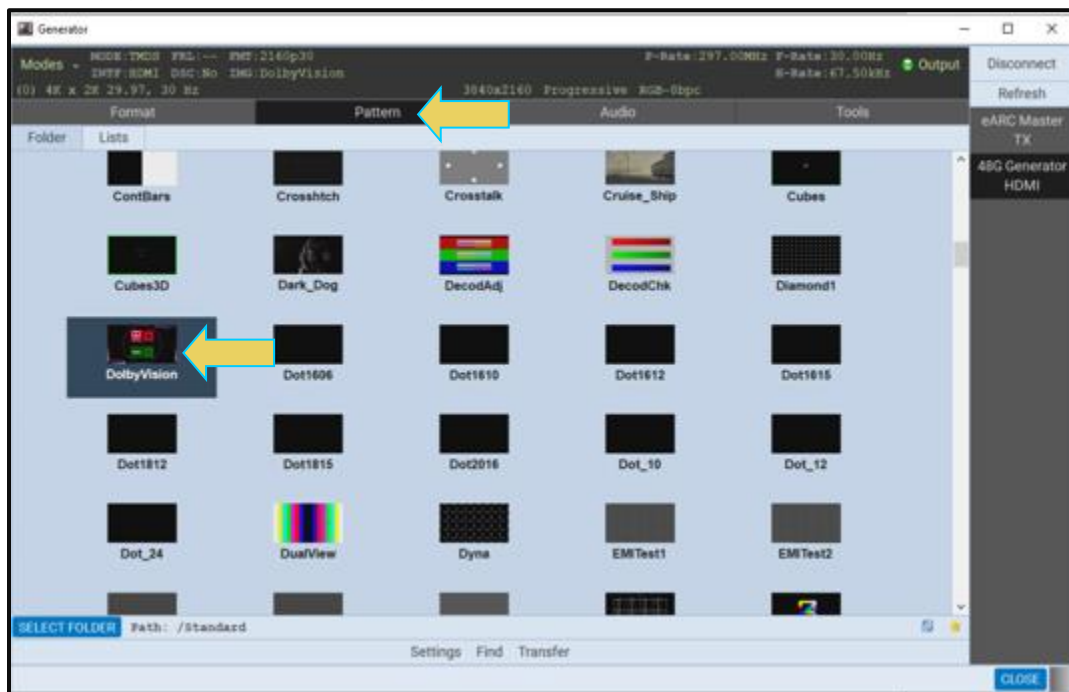 Generator
Modes MODE:TMDS FRL:-- FMT:2160p30 P-Rate:297.00MHz F-Rate:30.00Hz Output
INTF:HDMI DSC:No IMG:DolbyVision H-Rate:67.50kHz
(0) 4K x 2K 29.97, 30 Hz 3840x2160 Progressive RGB-8bpc
Disconnect
Refresh
Format Pattern Audio Tools
eARC Master
TX
Folder Lists
48G Generator
HDMI
ContBars Crosshtch Crosstalk Cruise_Ship Cubes
Cubes3D Dark_Dog DecodAdj DecodChk Diamond1
DolbyVision Dot1606 Dot1610 Dot1612 Dot1615
Dot1812 Dot1815 Dot2016 Dot_10 Dot_12
Dot_24 DualView Dyna EMITest1 EMITest2
SELECT FOLDER Path: /Standard
Settings Find Transfer
CLOSE